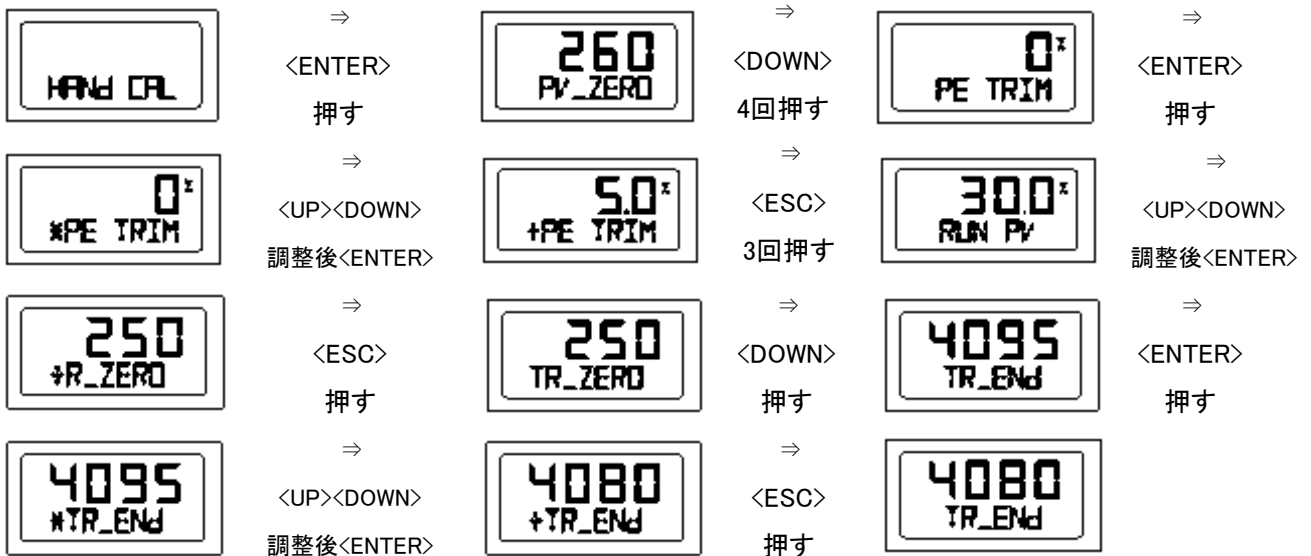 ⇒ ⇒ ⇒
HANd CAL <ENTER> 260 <DOWN> 0% <ENTER>
押す PV_ZERO 4回押す PE TRIM 押す
⇒ ⇒ ⇒
0% <UP><DOWN> 5.0% <ESC> 30.0% <UP><DOWN>
*PE TRIM 調整後<ENTER> +PE TRIM 3回押す RUN PV 調整後<ENTER>
⇒ ⇒ ⇒
250 <ESC> 250 <DOWN> 4095 <ENTER>
+R_ZERO 押す TR_ZERO 押す TR_ENd 押す
⇒ ⇒
4095 <UP><DOWN> 4080 <ESC> 4080
*TR_ENd 調整後<ENTER> +TR_ENd 押す TR_ENd